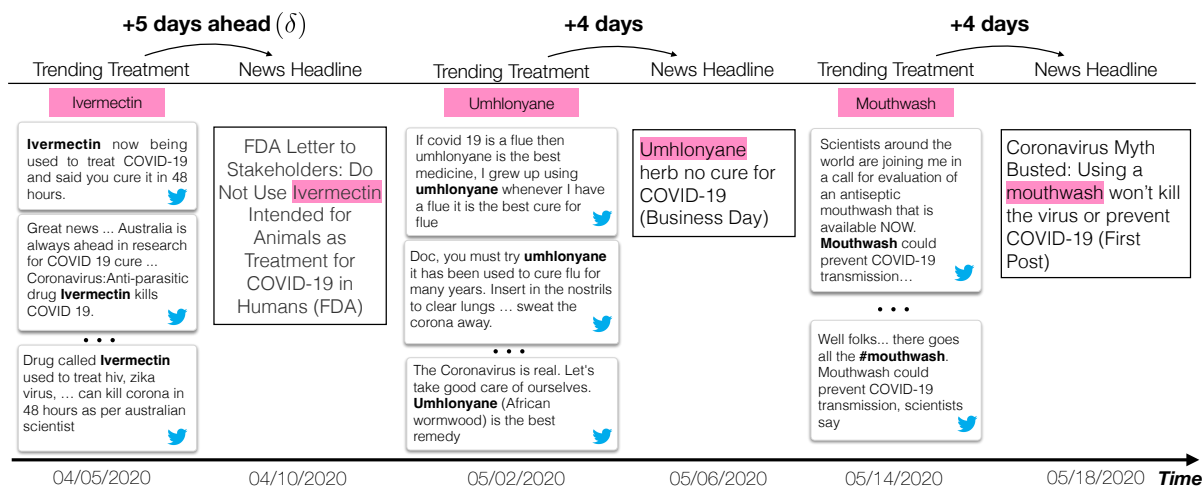 +5 days ahead (δ)
+4 days
+4 days
Trending Treatment
News Headline
Trending Treatment
News Headline
Trending Treatment
News Headline
Ivermectin
Ivermectin now being
used to treat COVID-19
and said you cure it in 48
hours.
Great news ... Australia is
always ahead in research
for COVID 19 cure ...
Coronavirus:Anti-parasitic
drug Ivermectin kills
COVID 19.
...
Drug called Ivermectin
used to treat hiv, zika
virus, ... can kill corona in
48 hours as per australian
scientist
FDA Letter to
Stakeholders: Do
Not Use Ivermectin
Intended for
Animals as
Treatment for
COVID-19 in
Humans (FDA)
Umhlonyane
If covid 19 is a flue then
umhlonyane is the best
medicine, I grew up using
umhlonyane whenever I have
a flue it is the best cure for
flue
Doc, you must try umhlonyane
it has been used to cure flu for
many years. Insert in the nostrils
to clear lungs ... sweat the
corona away.
...
The Coronavirus is real. Let's
take good care of ourselves.
Umhlonyane (African
wormwood) is the best
remedy
Umhlonyane
herb no cure for
COVID-19
(Business Day)
Mouthwash
Scientists around the
world are joining me in
a call for evaluation of
an antiseptic
mouthwash that is
available NOW.
Mouthwash could
prevent COVID-19
transmission...
...
Well folks... there goes
all the #mouthwash.
Mouthwash could
prevent COVID-19
transmission, scientists
say
Coronavirus Myth
Busted: Using a
mouthwash won't kill
the virus or prevent
COVID-19 (First
Post)
04/05/2020
04/10/2020
05/02/2020
05/06/2020
05/14/2020
05/18/2020
Time